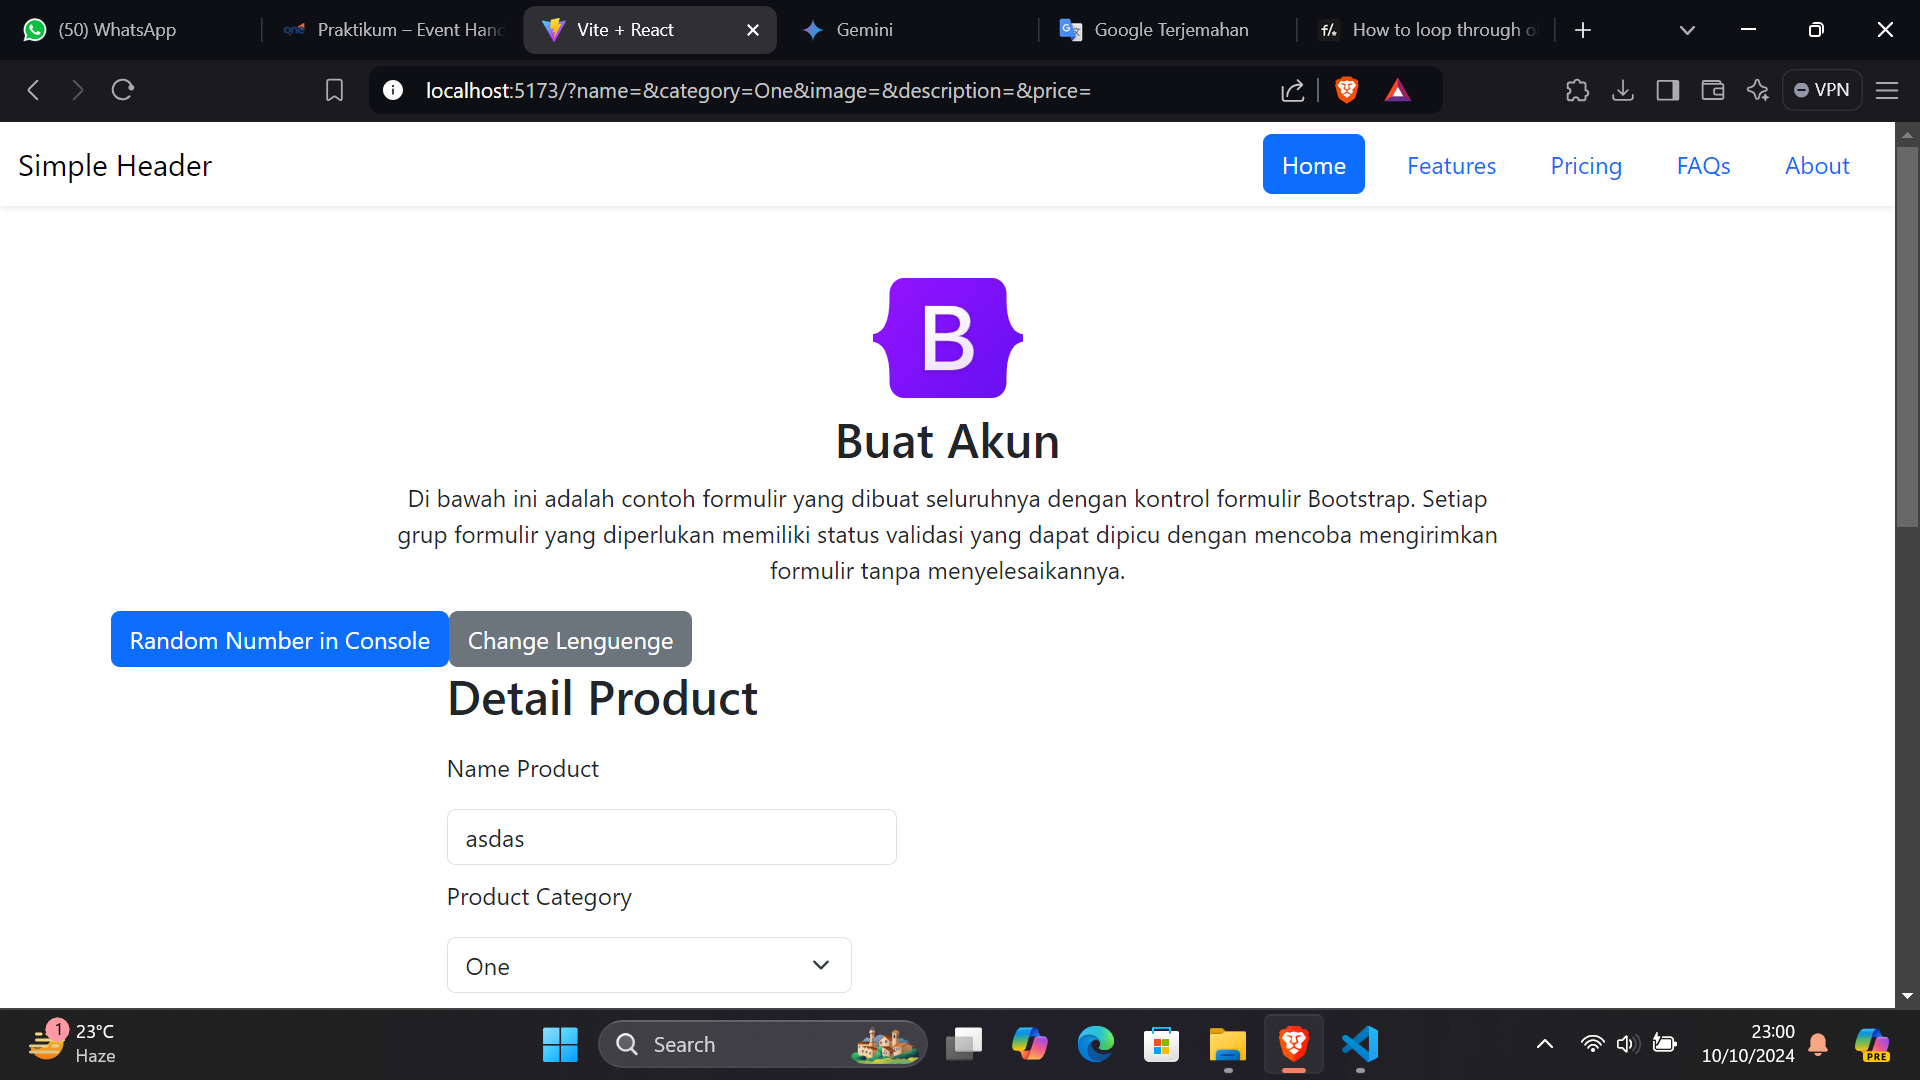 (50) WhatsApp
one
Praktikum – Event Hand
Vite + React
Gemini
Google Terjemahan
f/.
How to loop through o
localhost:5173/?name=&category=One&image=&description=&price=
VPN
Simple Header
Home
Features
Pricing
FAQs
About
B
Buat Akun
Di bawah ini adalah contoh formulir yang dibuat seluruhnya dengan kontrol formulir Bootstrap. Setiap
grup formulir yang diperlukan memiliki status validasi yang dapat dipicu dengan mencoba mengirimkan
formulir tanpa menyelesaikannya.
Random Number in Console
Change Lenguenge
Detail Product
Name Product
asdas
Product Category
One
1
23°C
Haze
Search
23:00
10/10/2024
PRE